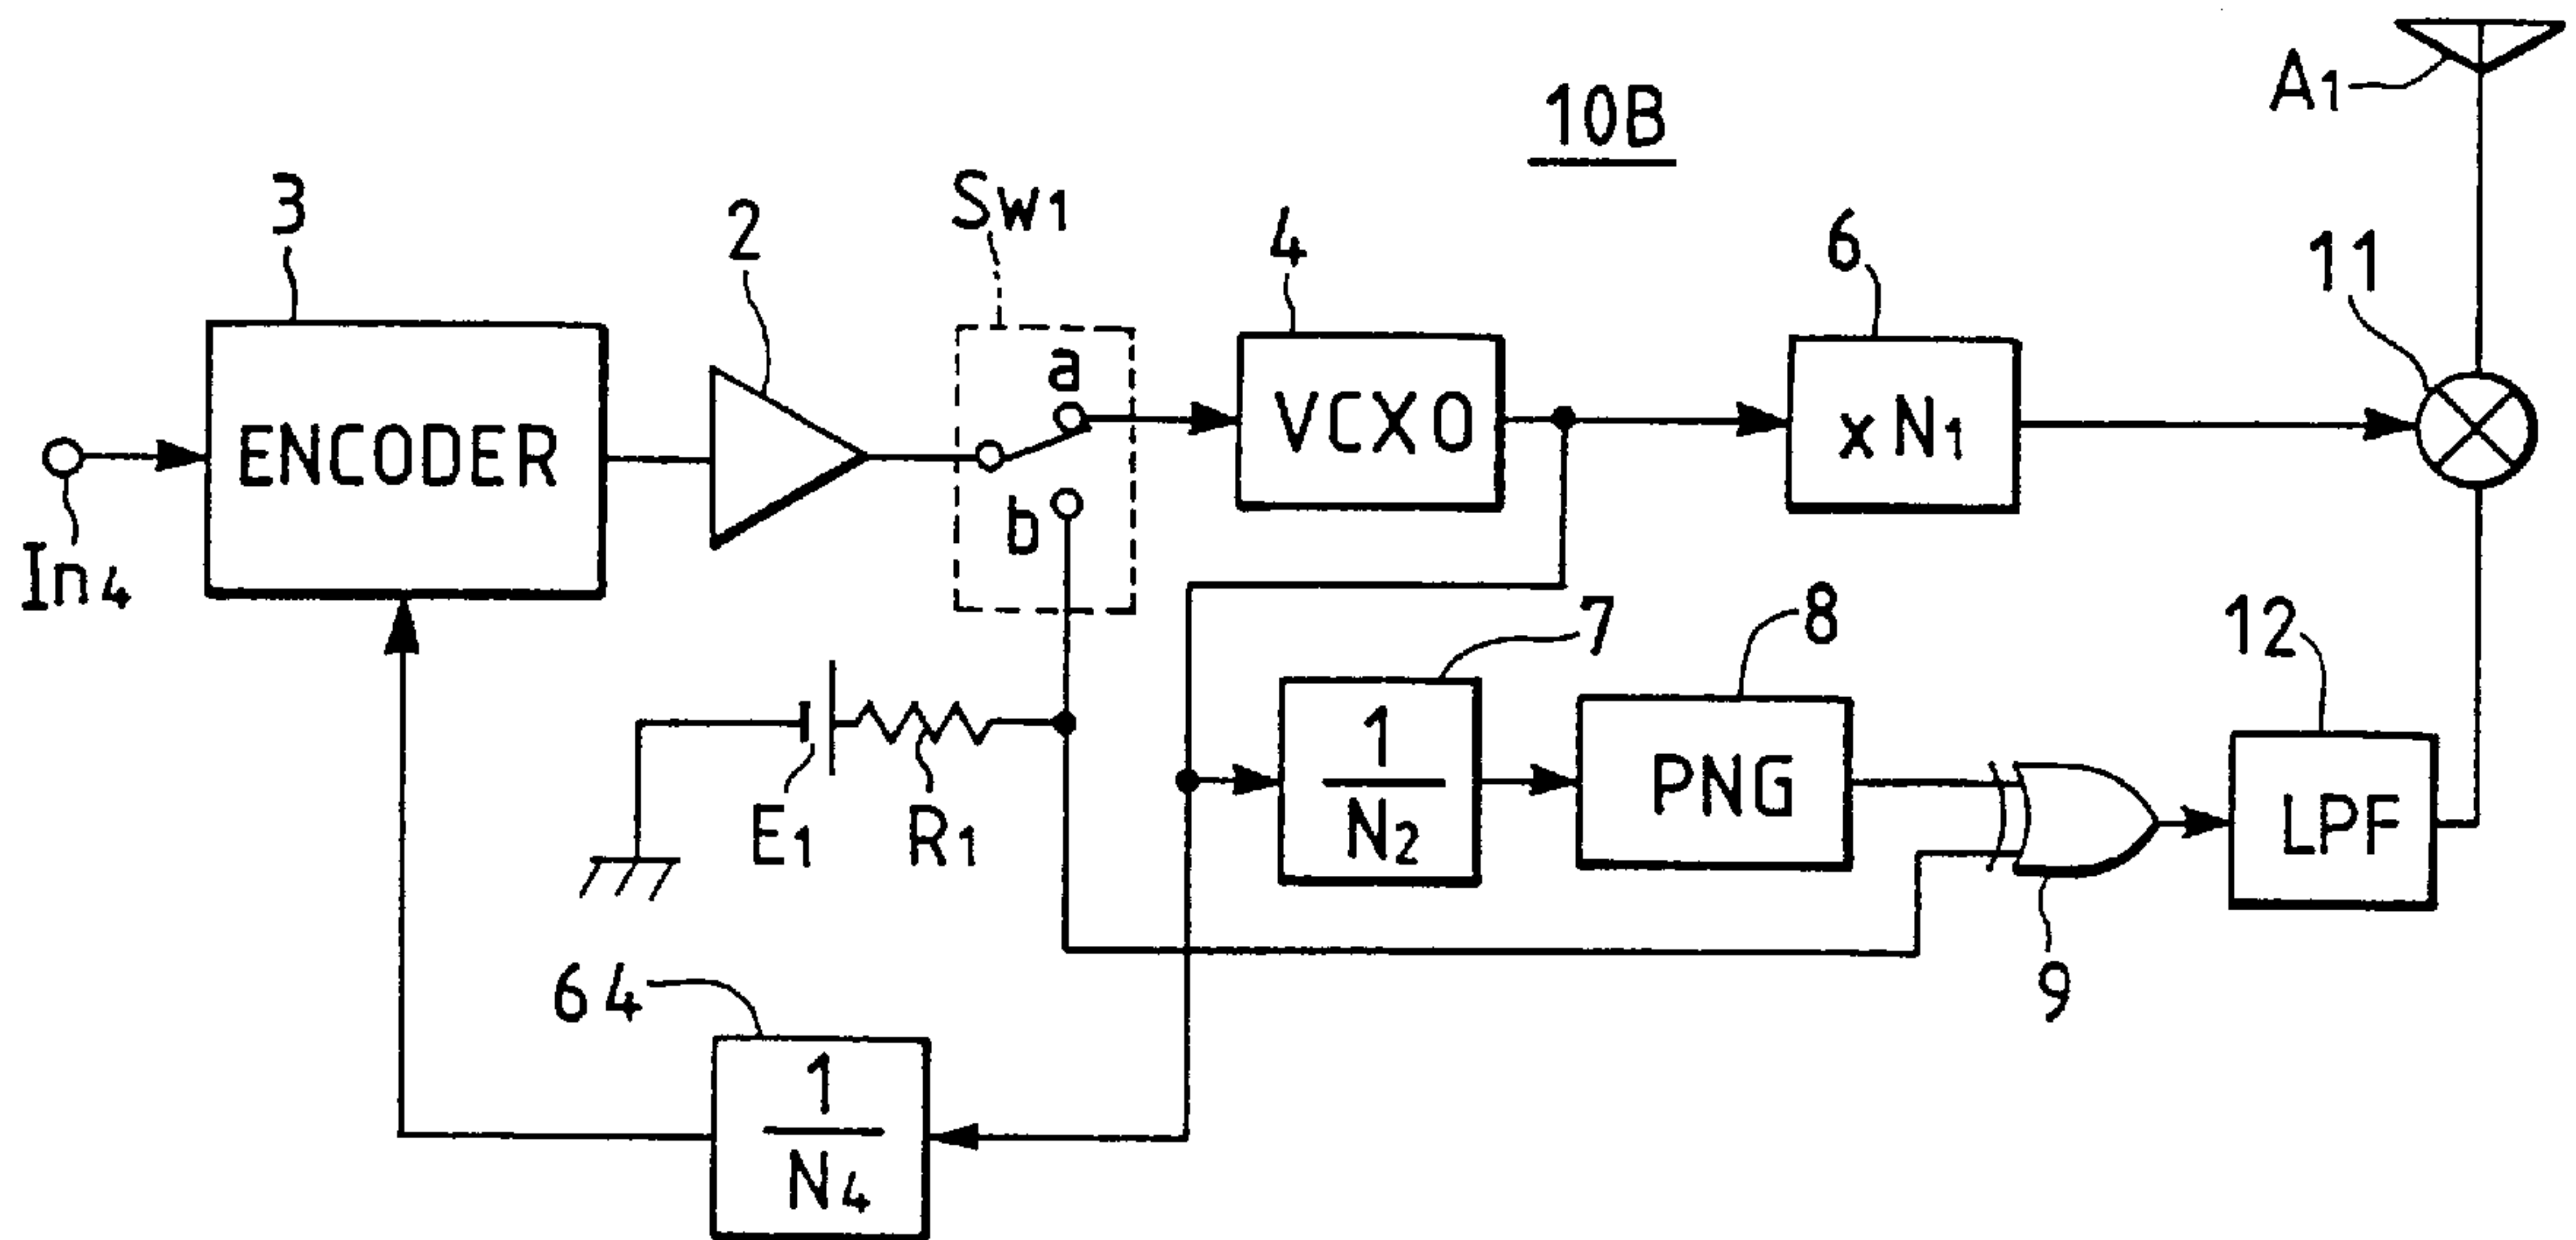 10B
A1
3
2
Sw1
4
6
11
ENCODER
a
b
VCXO
xN1
In4
7
8
12
1
N2
PNG
LPF
E1
R1
9
64
1
N4